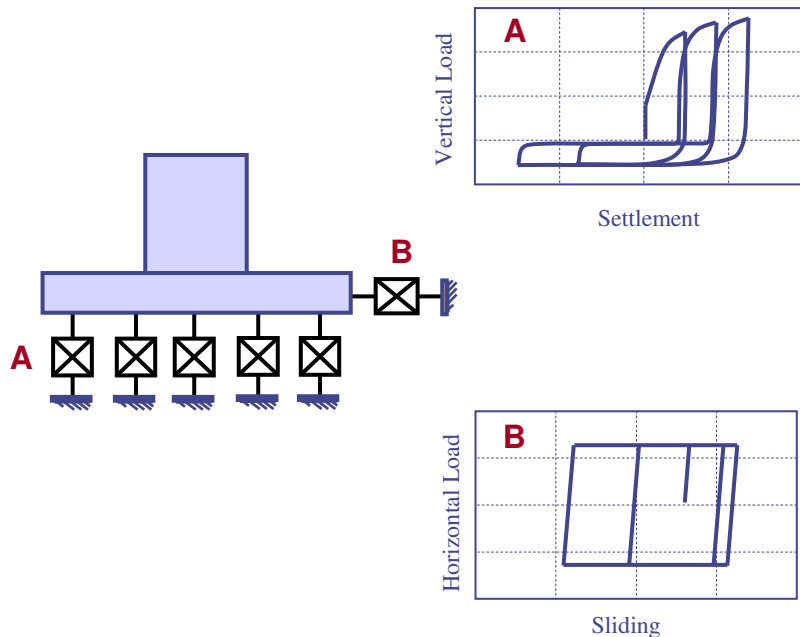 A
Vertical Load
Settlement
B
A
B
Horizontal Load
Sliding